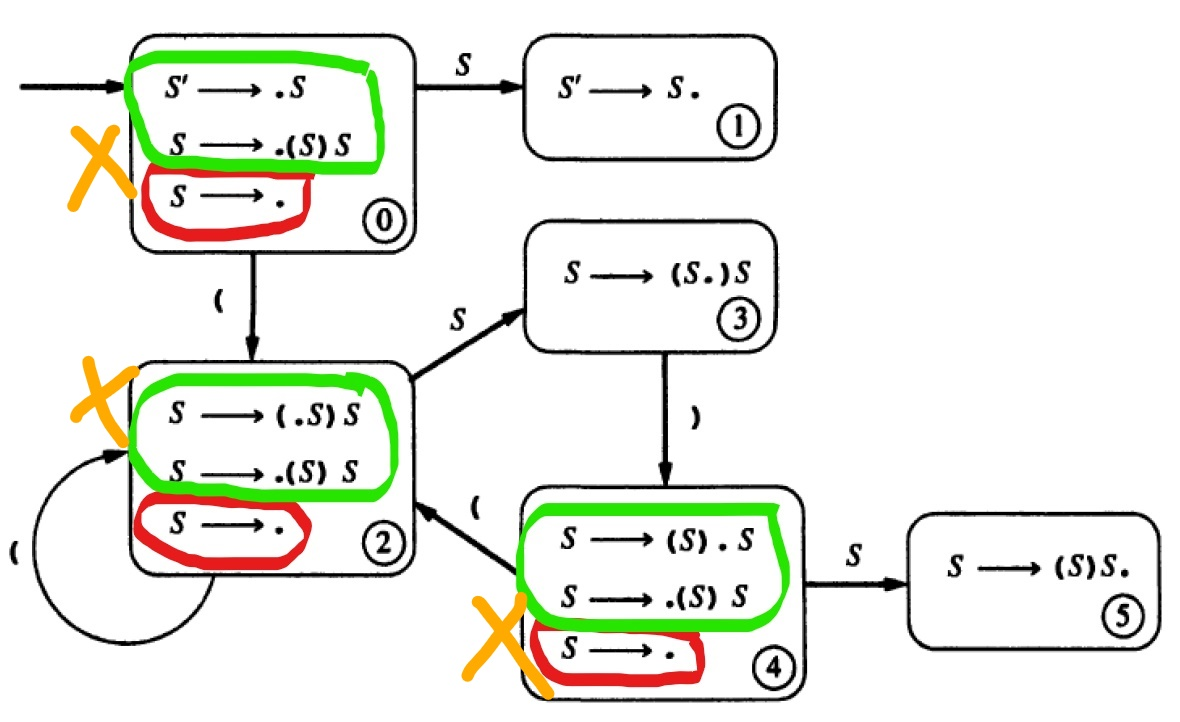 S' ⟶ .S
S ⟶ .(S) S
S ⟶ .
0
S
S' ⟶ S.
1
(
S ⟶ (S.) S
3
S
S ⟶ (.S) S
S ⟶ .(S) S
S ⟶ .
2
(
)
(
S ⟶ (S).S
S ⟶ .(S) S
S ⟶ .
4
S
S ⟶ (S) S.
5